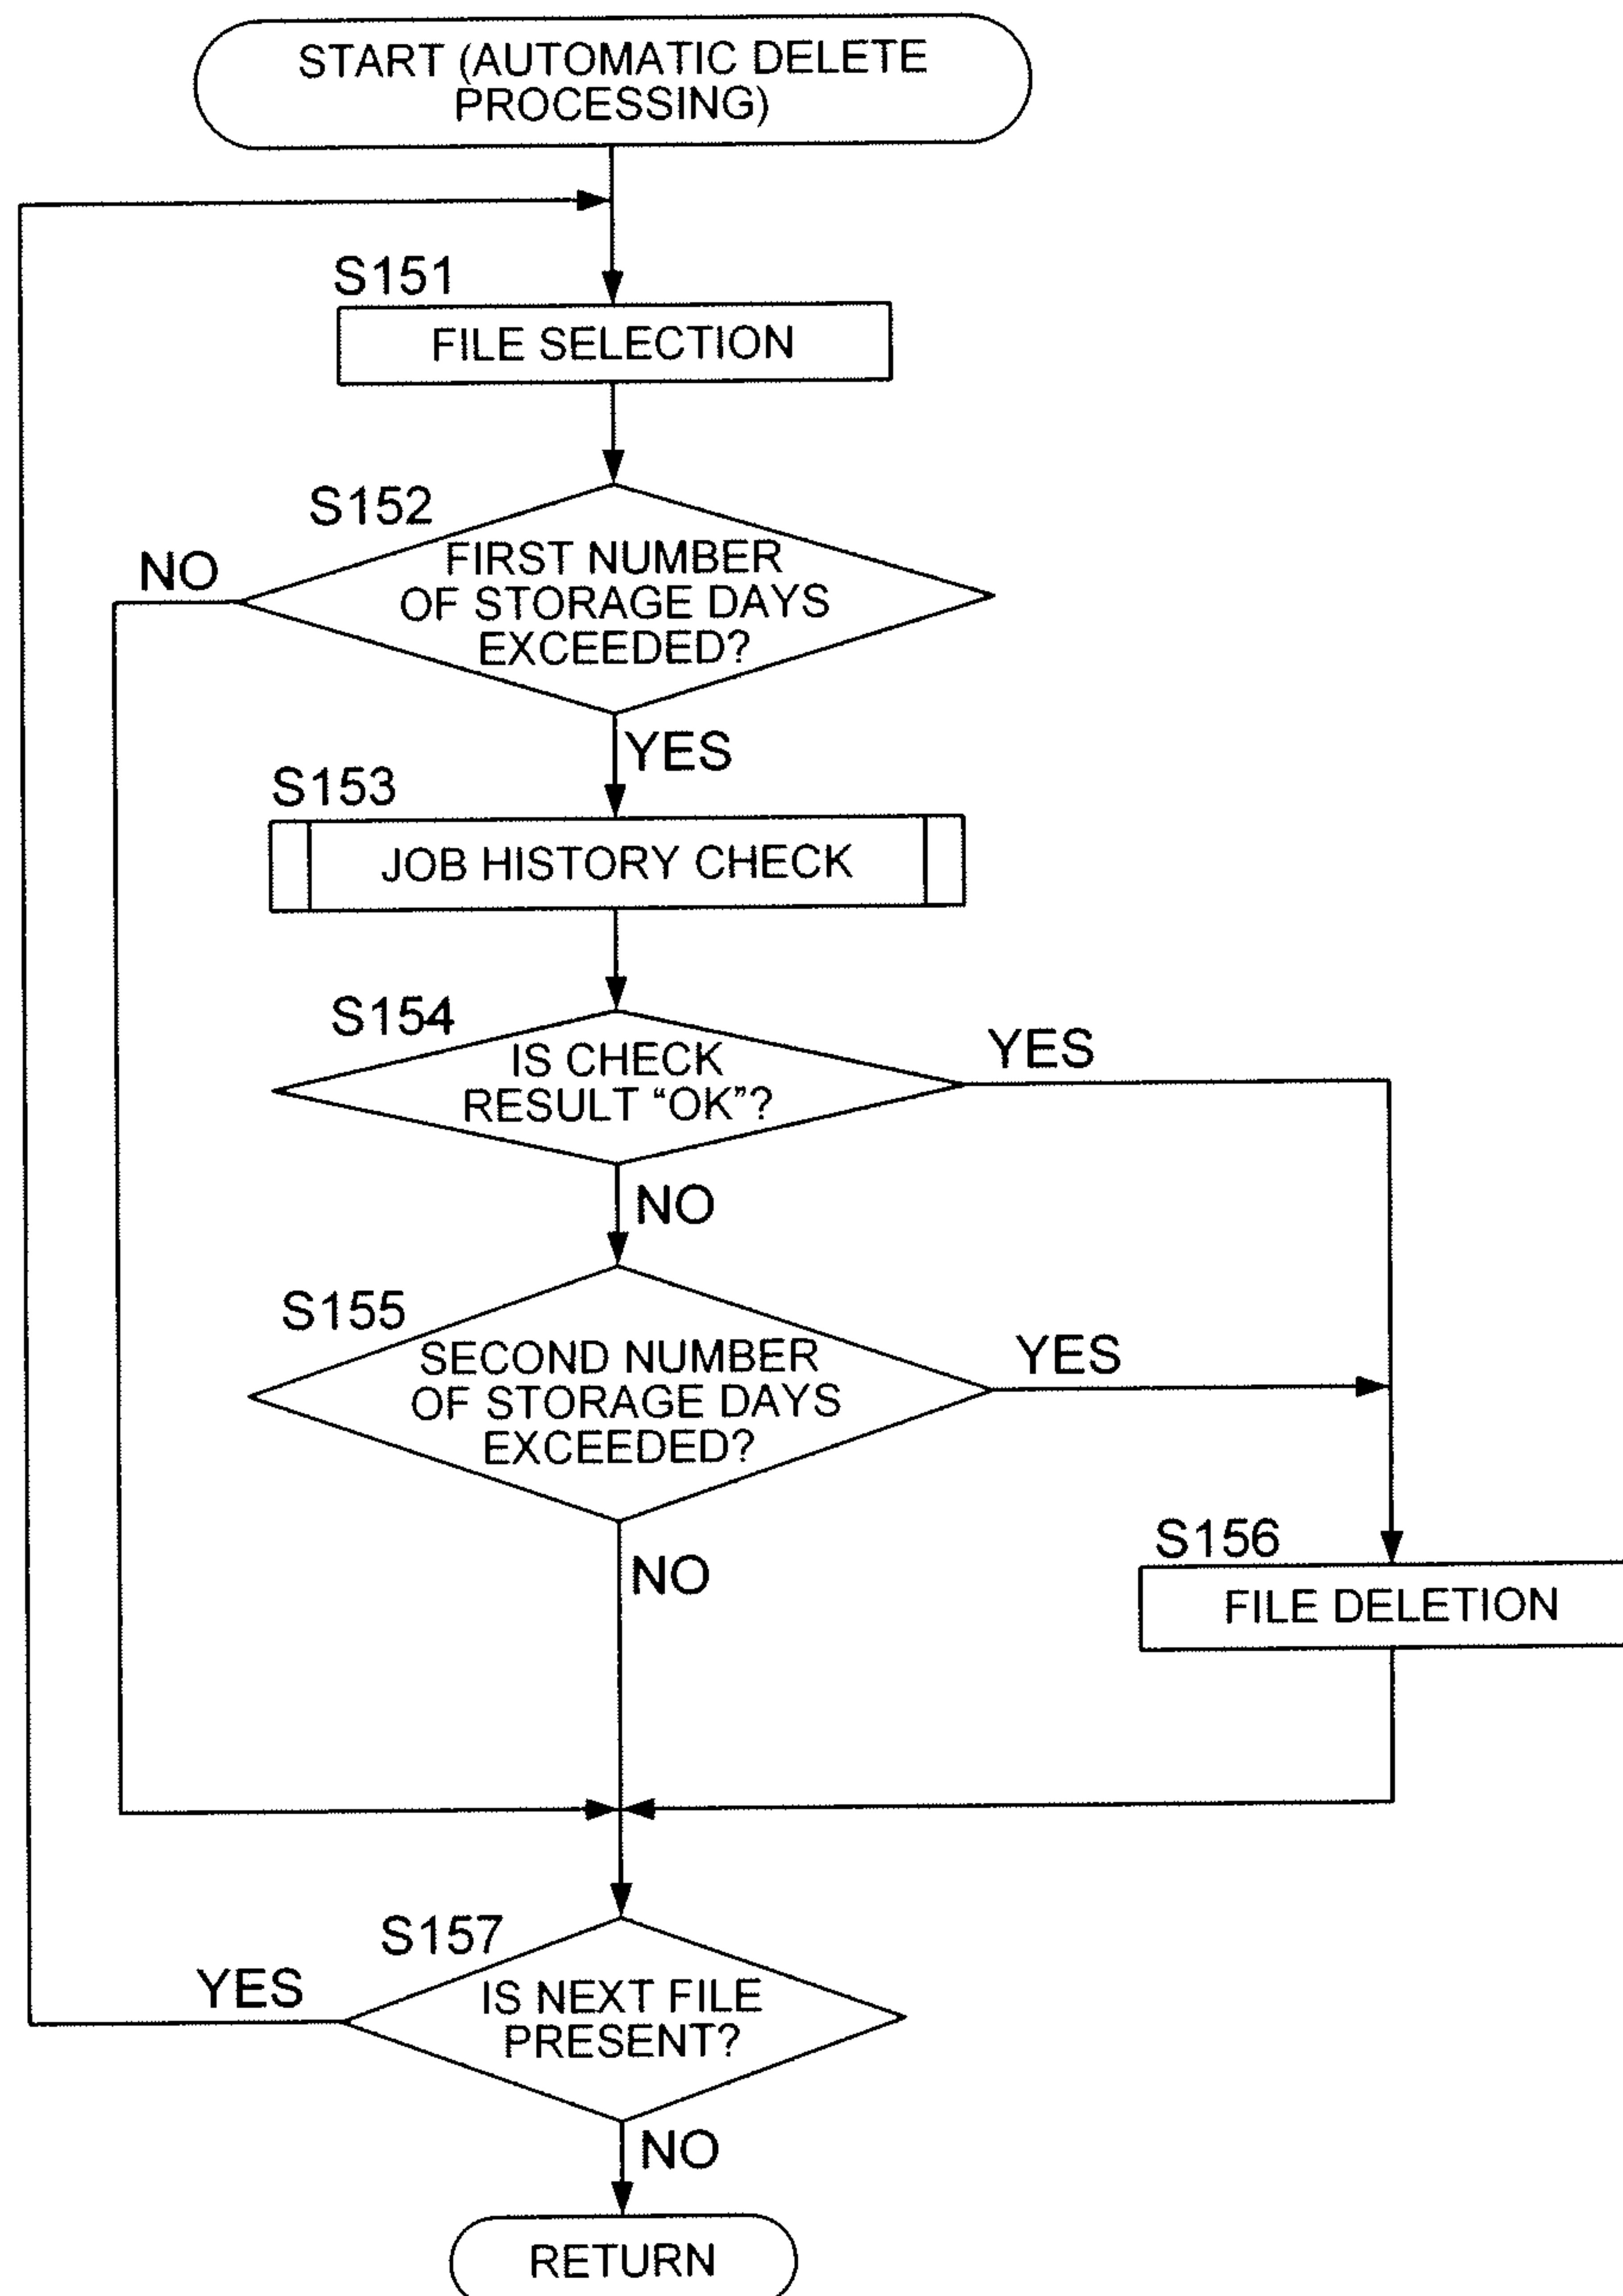 START (AUTOMATIC DELETE
PROCESSING)
S151
FILE SELECTION
S152
NO
FIRST NUMBER
OF STORAGE DAYS
EXCEEDED?
YES
S153
JOB HISTORY CHECK
S154
IS CHECK
RESULT “OK”?
YES
NO
S155
SECOND NUMBER
OF STORAGE DAYS
EXCEEDED?
YES
NO
S156
FILE DELETION
S157
YES
IS NEXT FILE
PRESENT?
NO
RETURN